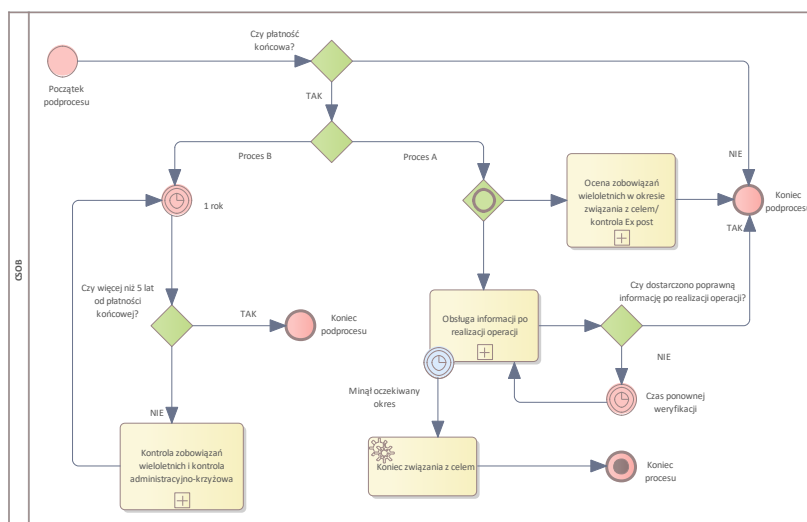 CSOB
Początek
podprocesu
Czy płatność
końcowa?
TAK
NIE
Proces B
Proces A
1 rok
Ocena zobowiązań
wieloletnich w okresie
związania z celem/
kontrola Ex post
Koniec
podprocesu
TAK
Czy więcej niż 5 lat
od płatności
końcowej?
TAK
Koniec
podprocesu
NIE
Kontrola zobowiązań
wieloletnich i kontrola
administracyjno-krzyżowa
Obsługa informacji po
realizacji operacji
Czy dostarczono poprawną
informację po realizacji operacji?
NIE
Czas ponownej
weryfikacji
Minął oczekiwany
okres
Koniec związania z celem
Koniec
procesu